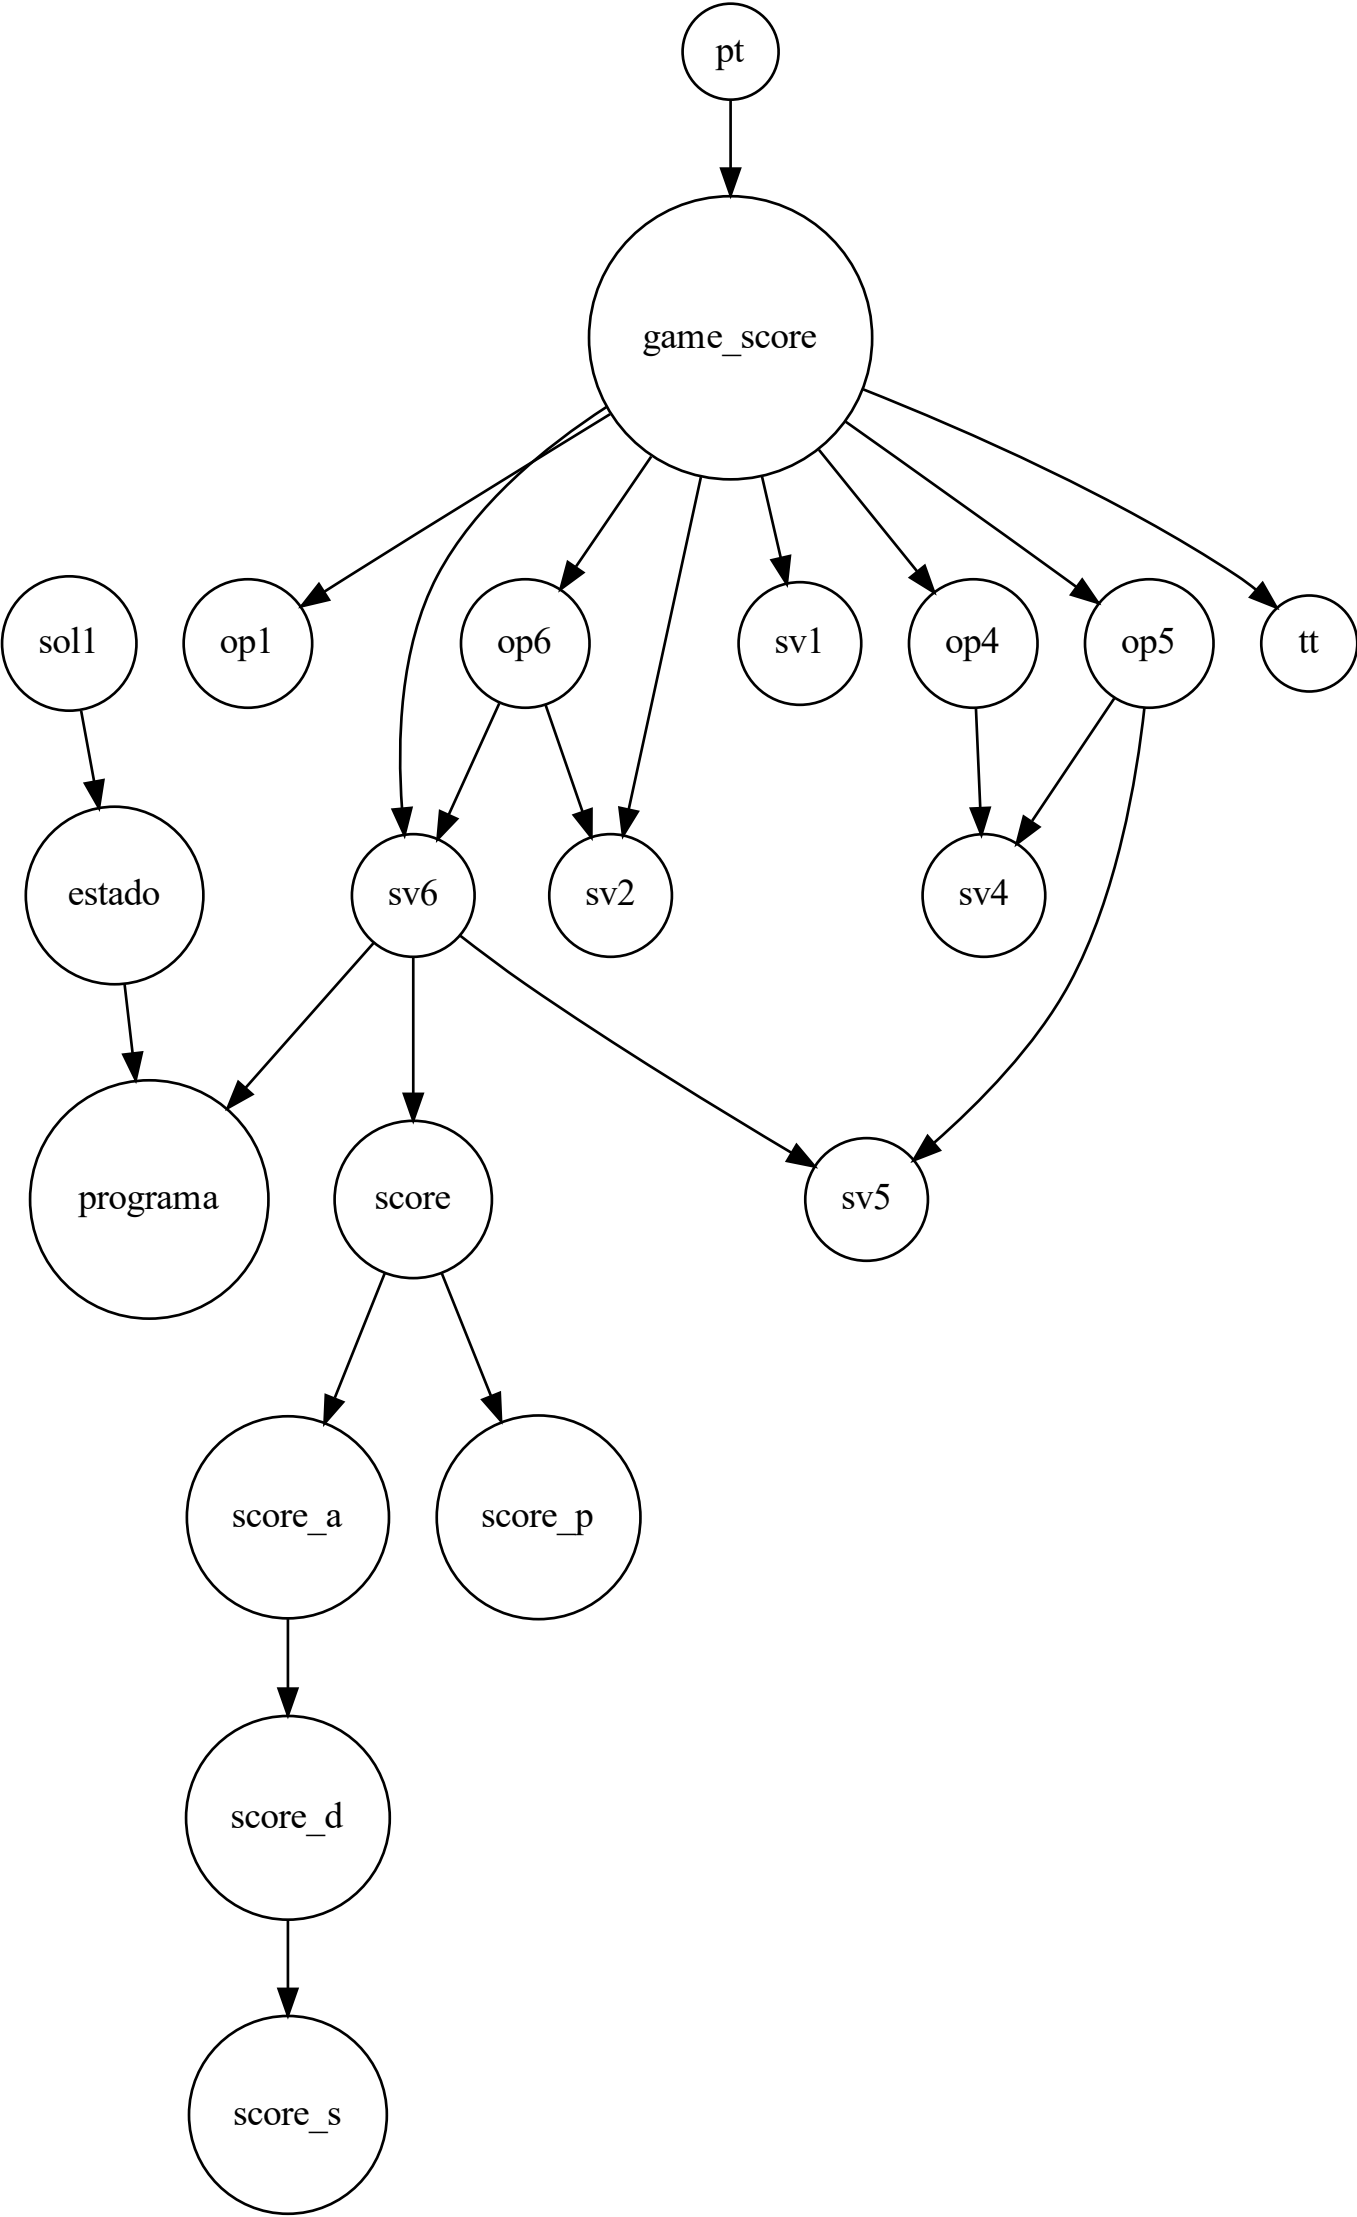 pt
game_score
sol1
op1
op6
sv1
op4
op5
tt
estado
sv6
sv2
sv4
programa
score
sv5
score_a
score_p
score_d
score_s